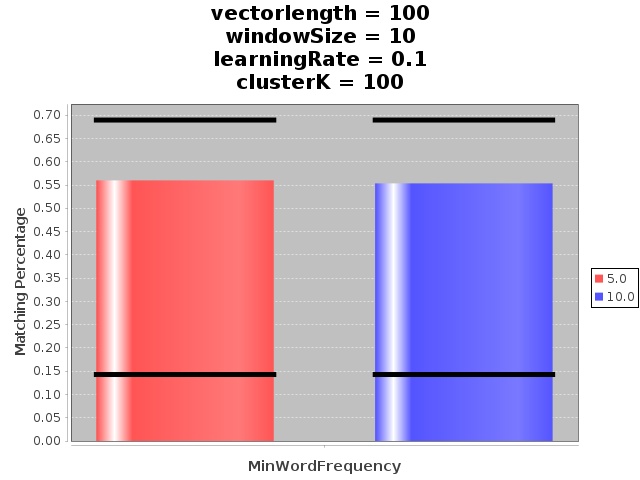 vectorlength = 100
windowSize = 10
learningRate = 0.1
clusterK = 100
0.70
0.65
0.60
0.55
0.50
0.45
0.40
0.35
0.30
0.25
0.20
0.15
0.10
0.05
0.00
Matching Percentage
MinWordFrequency
5.0
10.0